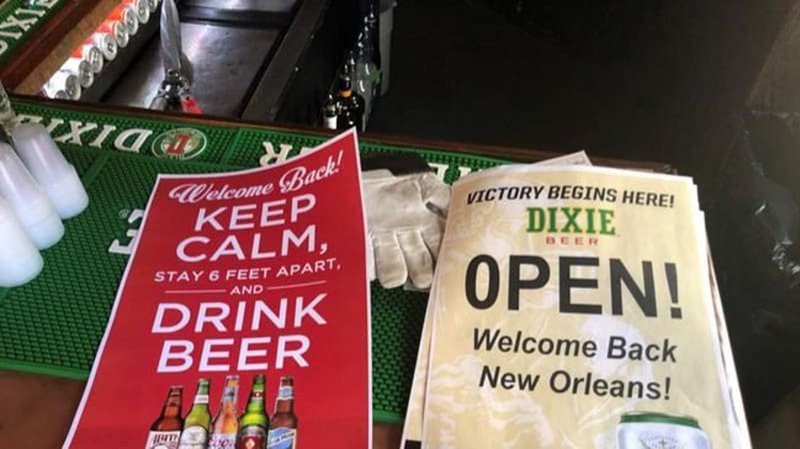 DIXIE
DIXIE
Welcome Back!
KEEP
CALM,
STAY 6 FEET APART,
AND
DRINK
BEER
VICTORY BEGINS HERE!
DIXIE
BEER
OPEN!
Welcome Back
New Orleans!